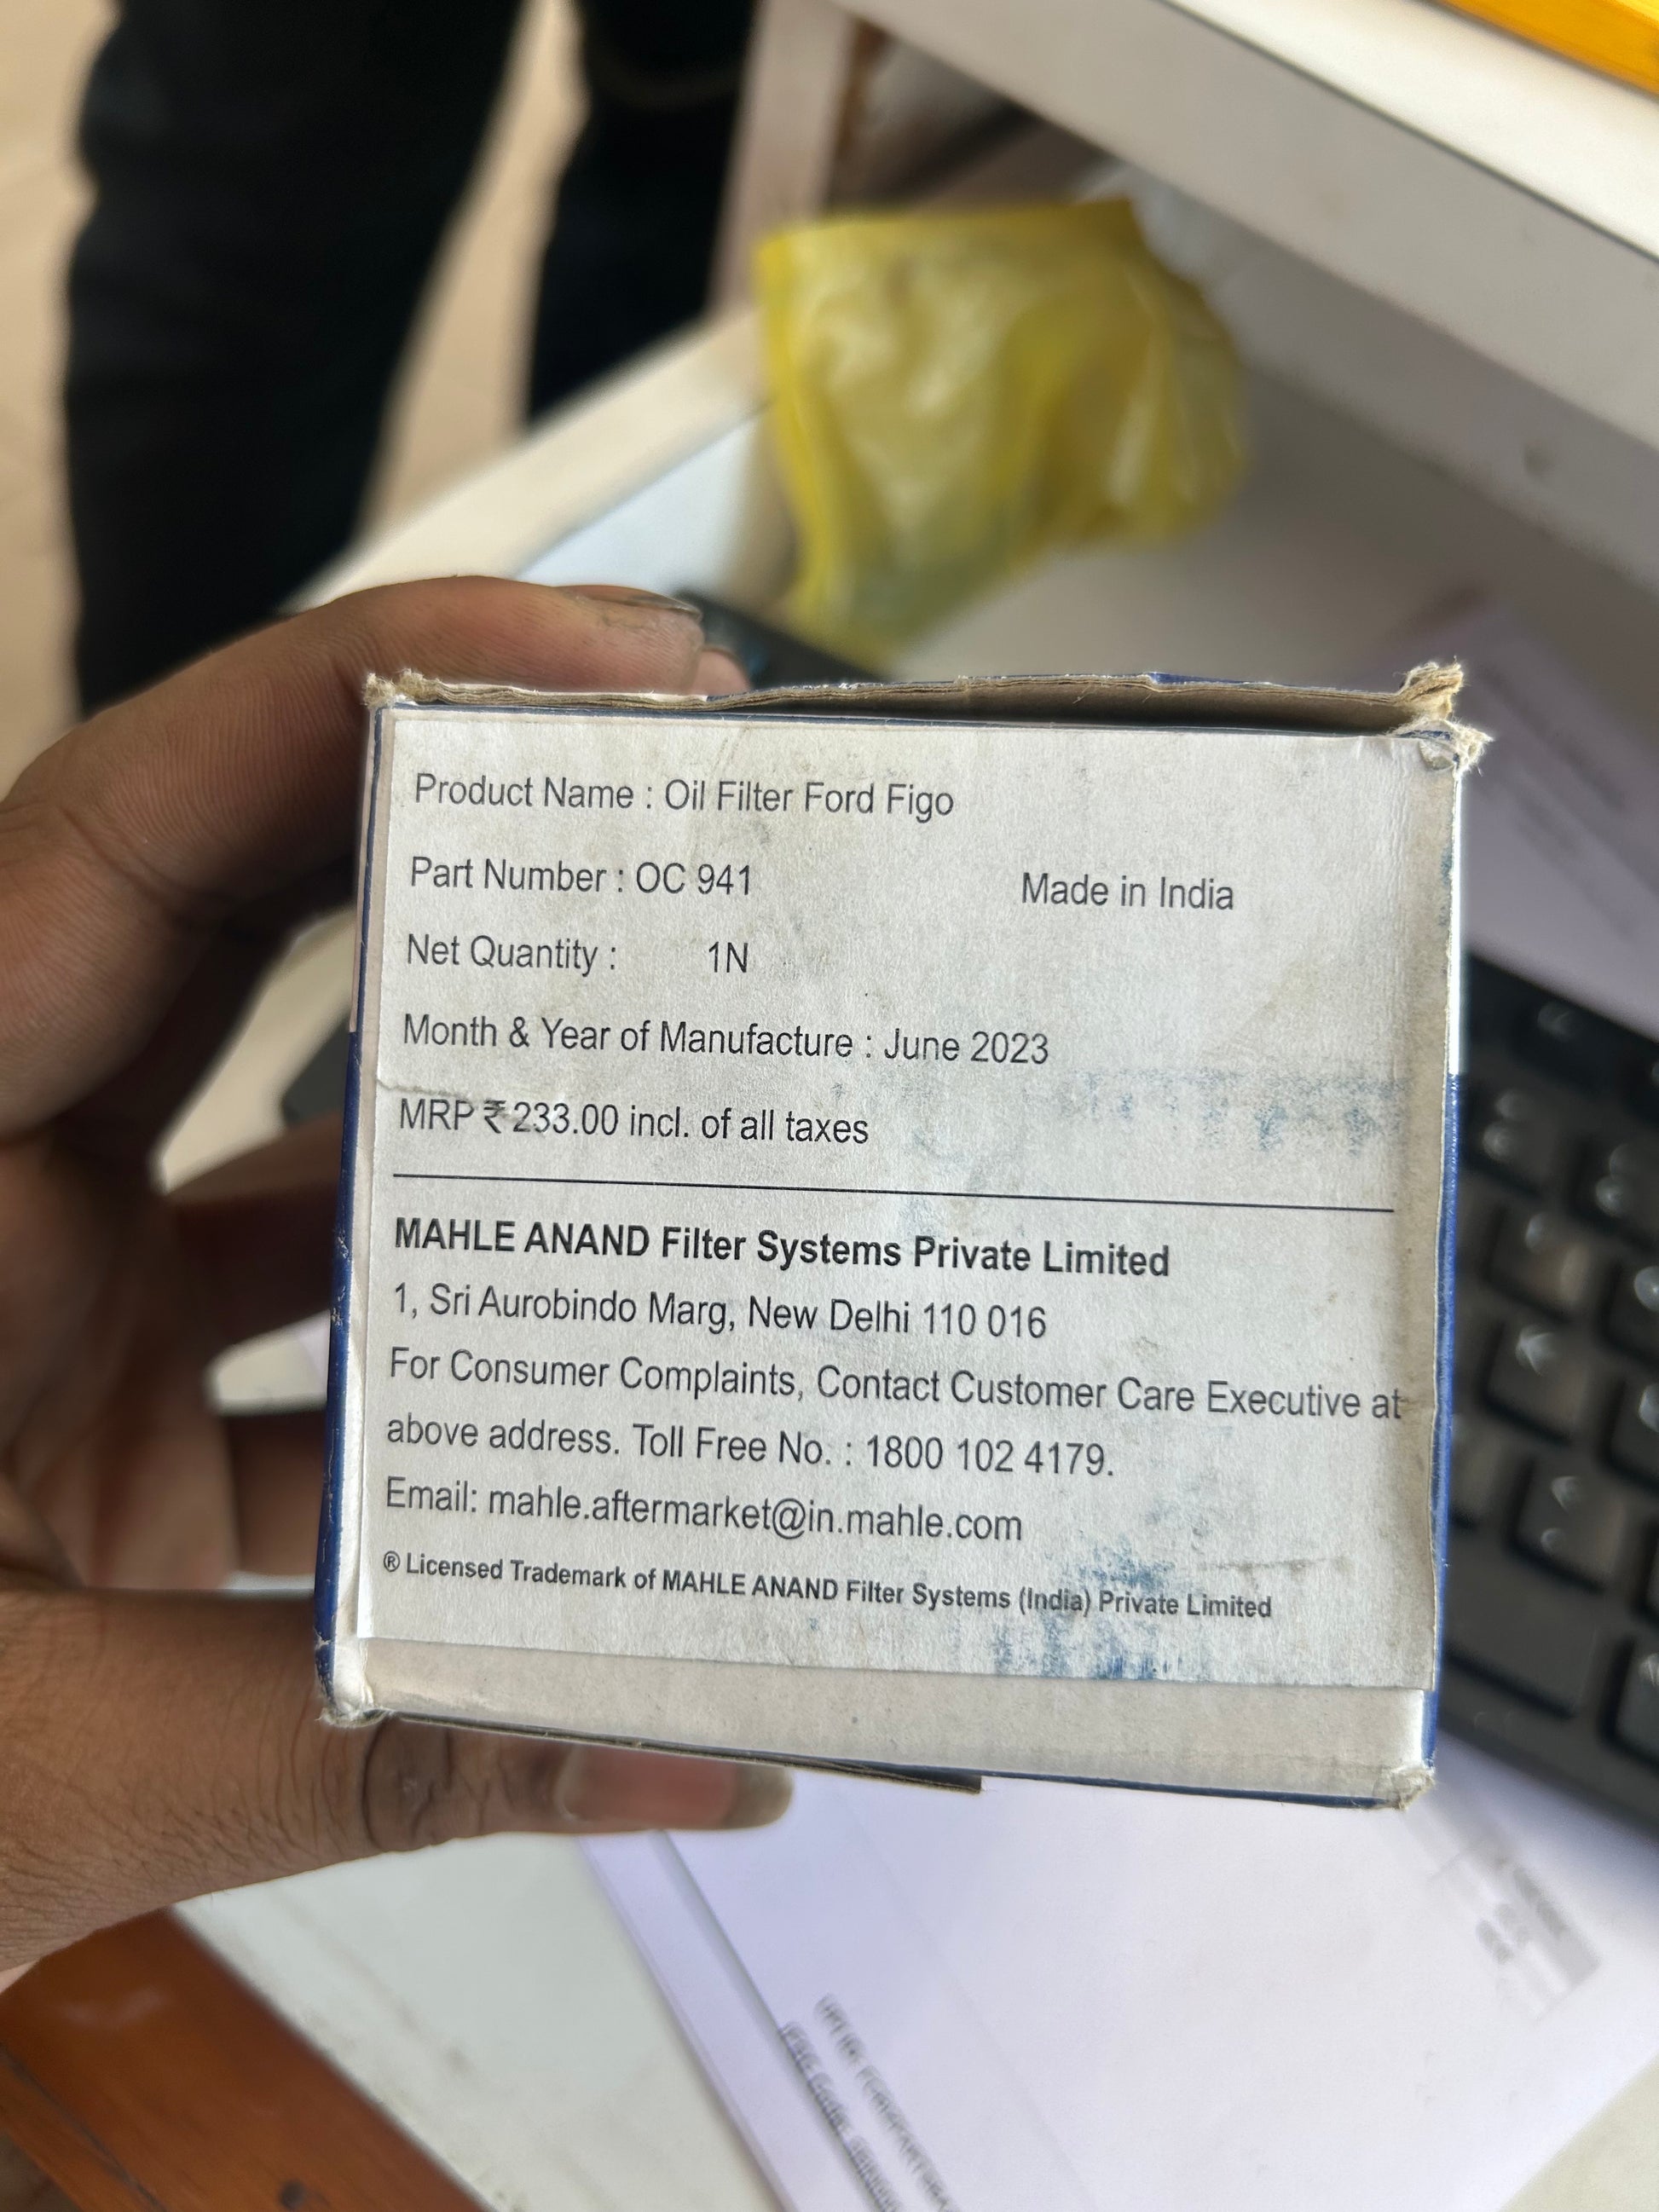 Product Name : Oil Filter Ford Figo
Part Number : OC 941 Made in India
Net Quantity : 1N
Month & Year of Manufacture : June 2023
MRP ₹ 233.00 incl. of all taxes
MAHLE ANAND Filter Systems Private Limited
1, Sri Aurobindo Marg, New Delhi 110 016
For Consumer Complaints, Contact Customer Care Executive at
above address. Toll Free No. : 1800 102 4179.
Email: mahle.aftermarket@in.mahle.com
® Licensed Trademark of MAHLE ANAND Filter Systems (India) Private Limited